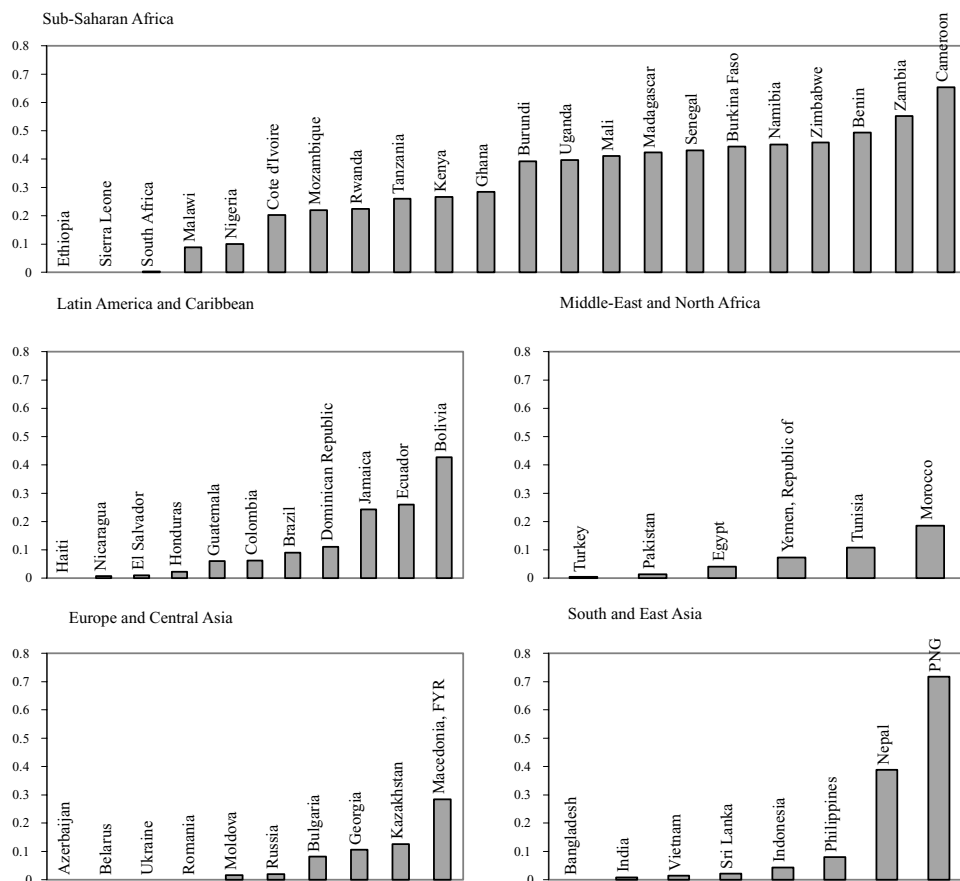 Sub-Saharan Africa
0.8
0.7
0.6
0.5
0.4
0.3
0.2
0.1
0
Ethiopia
Sierra Leone
South Africa
Malawi
Nigeria
Cote d'Ivoire
Mozambique
Rwanda
Tanzania
Kenya
Ghana
Burundi
Uganda
Mali
Madagascar
Senegal
Burkina Faso
Namibia
Zimbabwe
Benin
Zambia
Cameroon
Latin America and Caribbean
0.8
0.7
0.6
0.5
0.4
0.3
0.2
0.1
0
Haiti
Nicaragua
El Salvador
Honduras
Guatemala
Colombia
Brazil
Dominican Republic
Jamaica
Ecuador
Bolivia
Middle-East and North Africa
0.8
0.7
0.6
0.5
0.4
0.3
0.2
0.1
0
Turkey
Pakistan
Egypt
Yemen, Republic of
Tunisia
Morocco
Europe and Central Asia
0.8
0.7
0.6
0.5
0.4
0.3
0.2
0.1
0
Azerbaijan
Belarus
Ukraine
Romania
Moldova
Russia
Bulgaria
Georgia
Kazakhstan
Macedonia, FYR
South and East Asia
0.8
0.7
0.6
0.5
0.4
0.3
0.2
0.1
0
Bangladesh
India
Vietnam
Sri Lanka
Indonesia
Philippines
Nepal
PNG